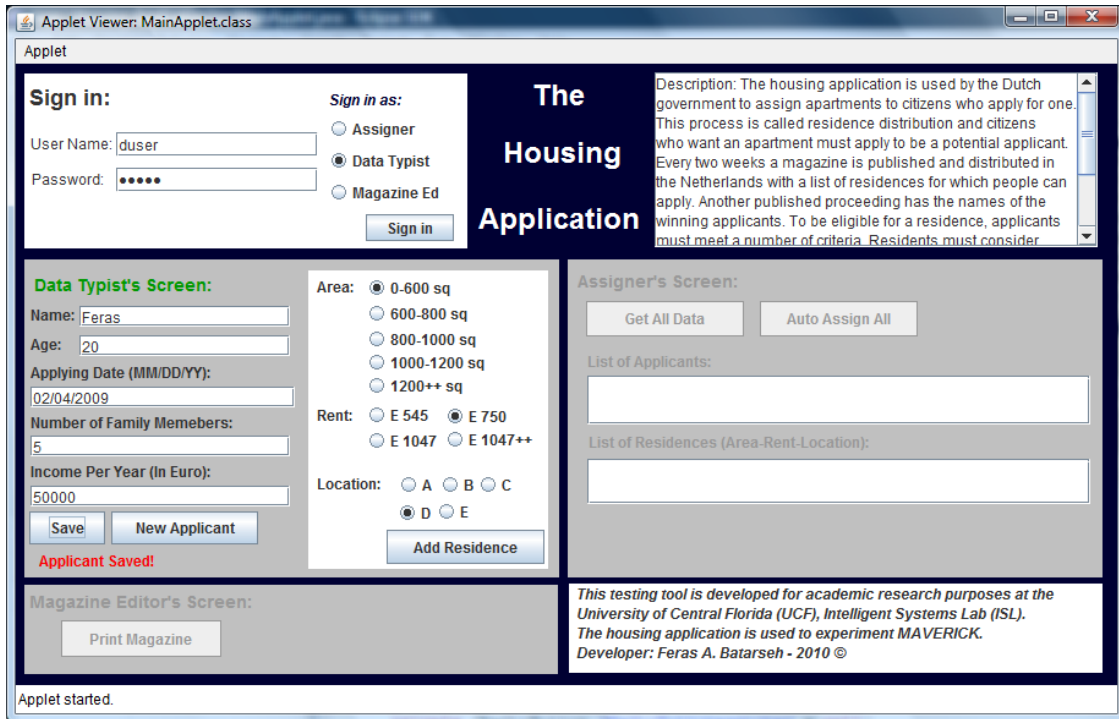 Applet Viewer: MainApplet.class
Applet
Sign in:
User Name: duser
Password: •••••
Sign in as:
Assigner
Data Typist
Magazine Ed
Sign in
The
Housing
Application
Description: The housing application is used by the Dutch
government to assign apartments to citizens who apply for one.
This process is called residence distribution and citizens
who want an apartment must apply to be a potential applicant.
Every two weeks a magazine is published and distributed in
the Netherlands with a list of residences for which people can
apply. Another published proceeding has the names of the
winning applicants. To be eligible for a residence, applicants
must meet a number of criteria. Residents must consider
Data Typist's Screen:
Name: Feras
Age: 20
Applying Date (MM/DD/YY):
02/04/2009
Number of Family Memebers:
5
Income Per Year (In Euro):
50000
Save New Applicant
Applicant Saved!
Area: 0-600 sq
600-800 sq
800-1000 sq
1000-1200 sq
1200++ sq
Rent: E 545 E 750
E 1047 E 1047++
Location: A B C
D E
Add Residence
Assigner's Screen:
Get All Data Auto Assign All
List of Applicants:
List of Residences (Area-Rent-Location):
Magazine Editor's Screen:
Print Magazine
This testing tool is developed for academic research purposes at the
University of Central Florida (UCF), Intelligent Systems Lab (ISL).
The housing application is used to experiment MAVERICK.
Developer: Feras A. Batarseh - 2010 ©
Applet started.